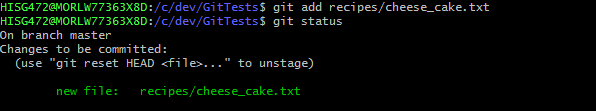 HISG472@MORLW77363X8D:/c/dev/GitTests$ git add recipes/cheese_cake.txt
HISG472@MORLW77363X8D:/c/dev/GitTests$ git status
On branch master
Changes to be committed:
  (use "git reset HEAD <file>..." to unstage)

        new file:   recipes/cheese_cake.txt